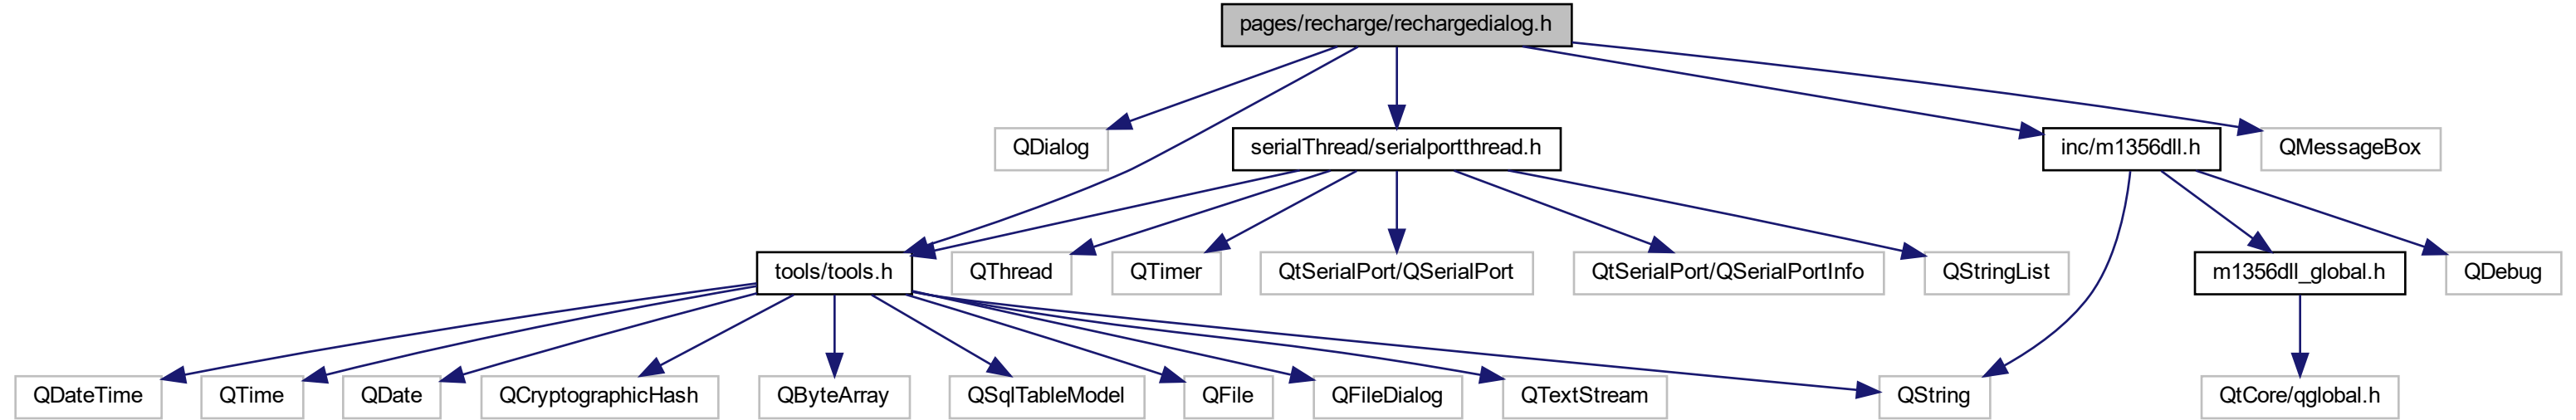 pages/recharge/rechargedialog.h
QDialog
serialThread/serialportthread.h
inc/m1356dll.h
QMessageBox
tools/tools.h
QThread
QTimer
QtSerialPort/QSerialPort
QtSerialPort/QSerialPortInfo
QStringList
m1356dll_global.h
QDebug
QDateTime
QTime
QDate
QCryptographicHash
QByteArray
QSqlTableModel
QFile
QFileDialog
QTextStream
QString
QtCore/qglobal.h